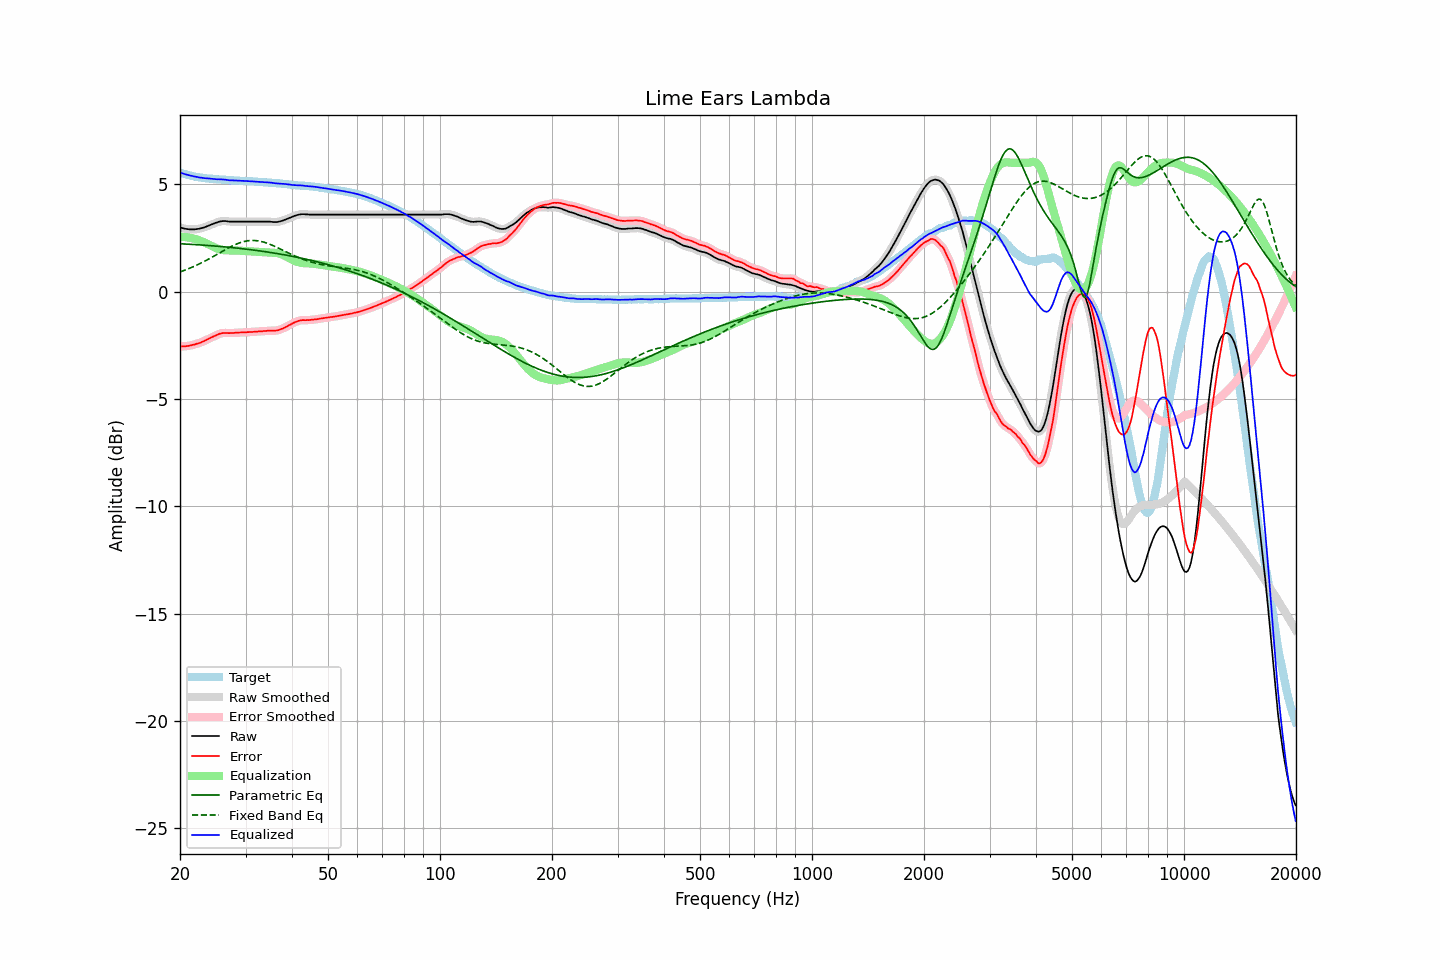 Lime Ears Lambda
Amplitude (dBr)
5
0
−5
−10
−15
−20
−25
Target
Raw Smoothed
Error Smoothed
Raw
Error
Equalization
Parametric Eq
Fixed Band Eq
Equalized
20
50
100
200
500
1000
2000
5000
10000
20000
Frequency (Hz)